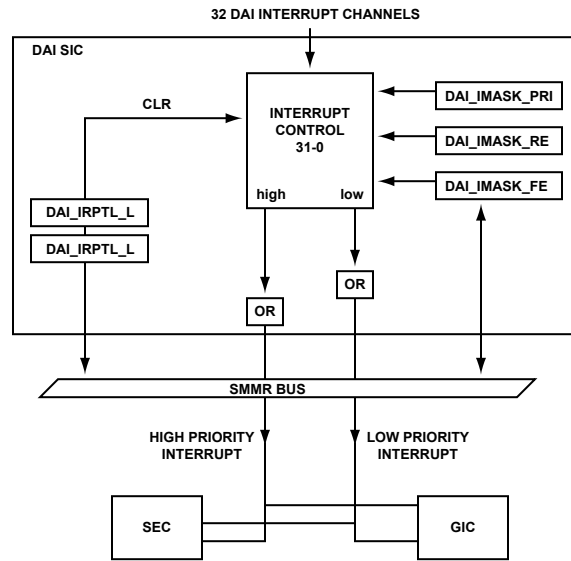 32 DAI INTERRUPT CHANNELS
DAI SIC
CLR
INTERRUPT
CONTROL
31-0
high
low
DAI_IMASK_PRI
DAI_IMASK_RE
DAI_IMASK_FE
DAI_IRPTL_L
DAI_IRPTL_L
OR
OR
SMMR BUS
HIGH PRIORITY
INTERRUPT
LOW PRIORITY
INTERRUPT
SEC
GIC